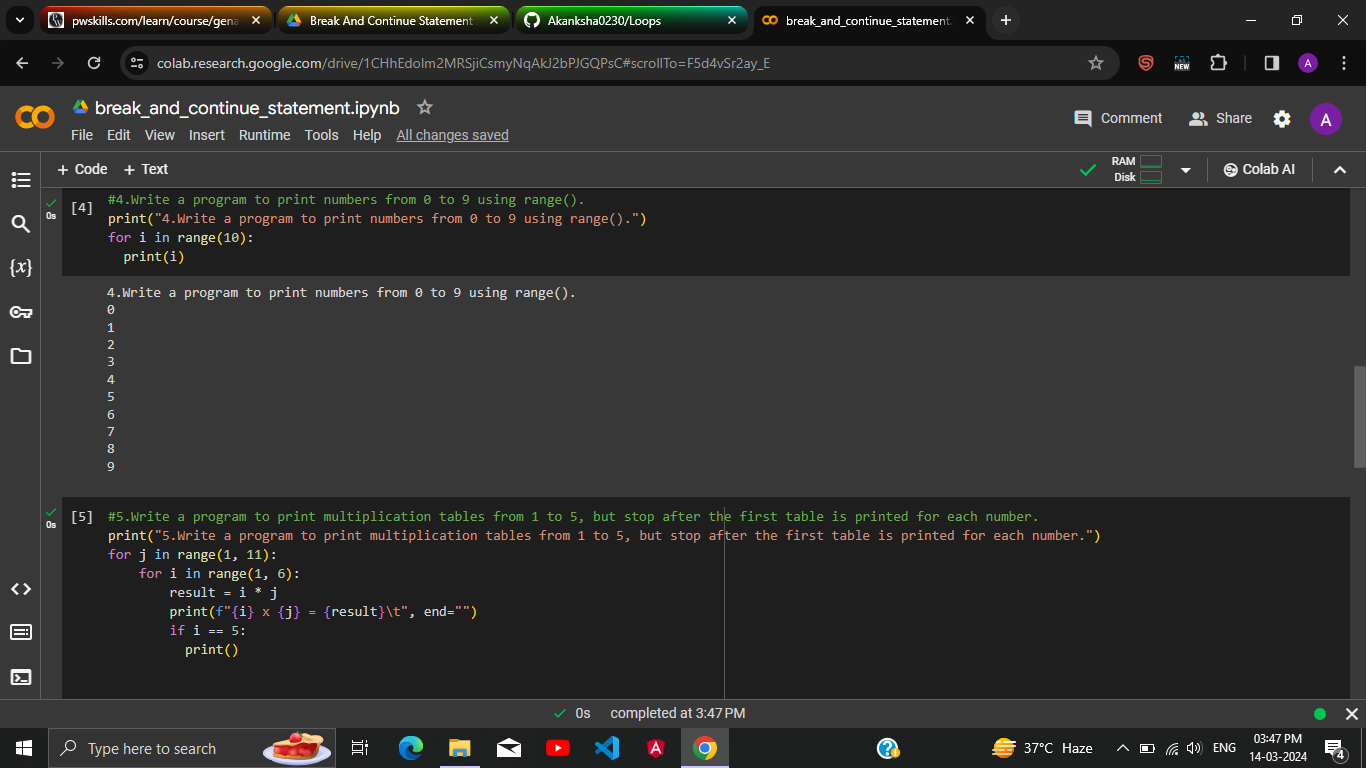 pwskills.com/learn/course/gena
Break And Continue Statement
Akanksha0230/Loops
break_and_continue_statement.
colab.research.google.com/drive/1CHhEdoIm2MRSjiCsmyNqAkJ2bPJGQPsC#scrollTo=F5d4vSr2ay_E
NEW
A
break_and_continue_statement.ipynb
File Edit View Insert Runtime Tools Help All changes saved
Comment Share A
+ Code + Text
RAM
Disk
Colab AI
[4]
0s
#4.Write a program to print numbers from 0 to 9 using range().
print("4.Write a program to print numbers from 0 to 9 using range().")
for i in range(10):
print(i)
4.Write a program to print numbers from 0 to 9 using range().
0
1
2
3
4
5
6
7
8
9
[5]
0s
#5.Write a program to print multiplication tables from 1 to 5, but stop after the first table is printed for each number.
print("5.Write a program to print multiplication tables from 1 to 5, but stop after the first table is printed for each number.")
for j in range(1, 11):
for i in range(1, 6):
result = i * j
print(f"{i} x {j} = {result}\t", end="")
if i == 5:
print()
{x}
0s completed at 3:47 PM
Type here to search
37°C Haze
ENG
03:47 PM
14-03-2024
4